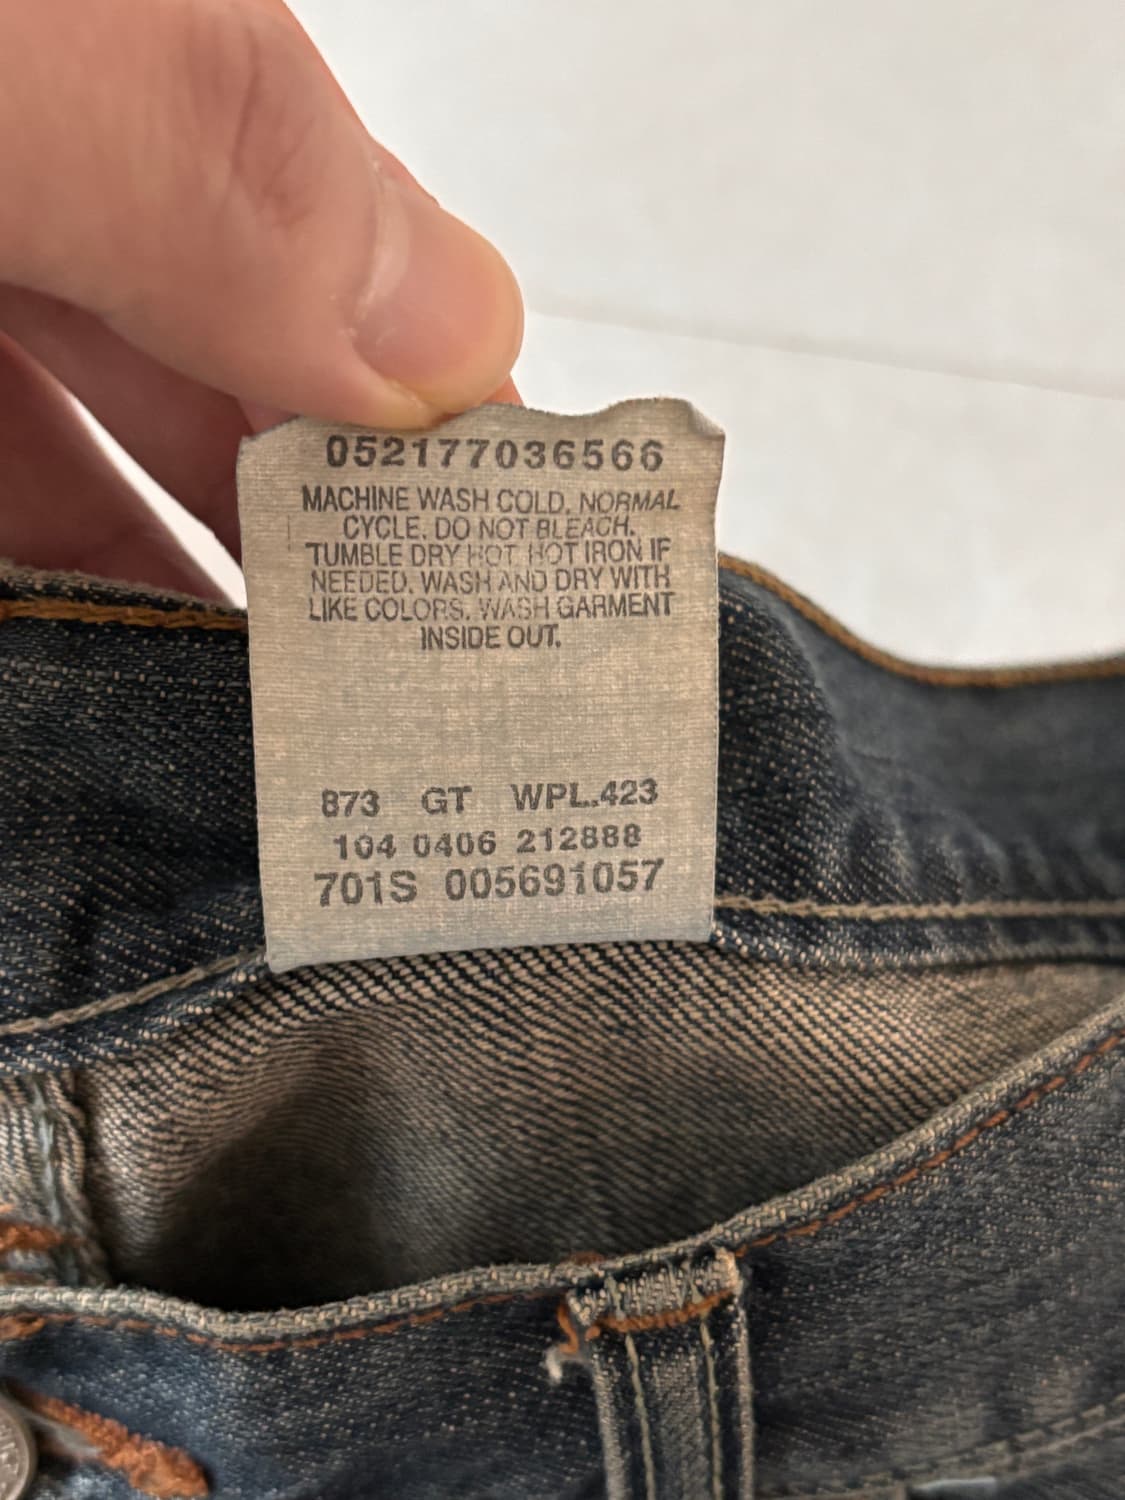 052177036566
MACHINE WASH COLD. NORMAL
CYCLE. DO NOT BLEACH.
TUMBLE DRY HOT HOT IRON IF
NEEDED. WASH AND DRY WITH
LIKE COLORS. WASH GARMENT
INSIDE OUT.
873 GT WPL.423
104 0406 212888
701S 005691057